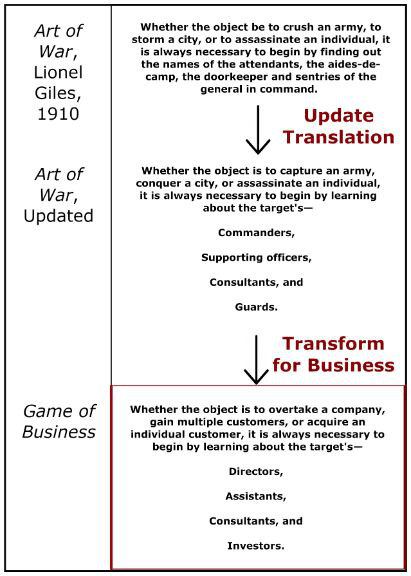 Art of
War,
Lionel
Giles,
1910
Whether the object be to crush an army, to
storm a city, or to assassinate an individual, it
is always necessary to begin by finding out
the names of the attendants, the aides-de-
camp, the doorkeeper and sentries of the
general in command.
Update
Translation
Art of
War,
Updated
Whether the object is to capture an army,
conquer a city, or assassinate an individual,
it is always necessary to begin by learning
about the target's—
Commanders,
Supporting officers,
Consultants, and
Guards.
Transform
for Business
Game of
Business
Whether the object is to overtake a company,
gain multiple customers, or acquire an
individual customer, it is always necessary to
begin by learning about the target's—
Directors,
Assistants,
Consultants, and
Investors.